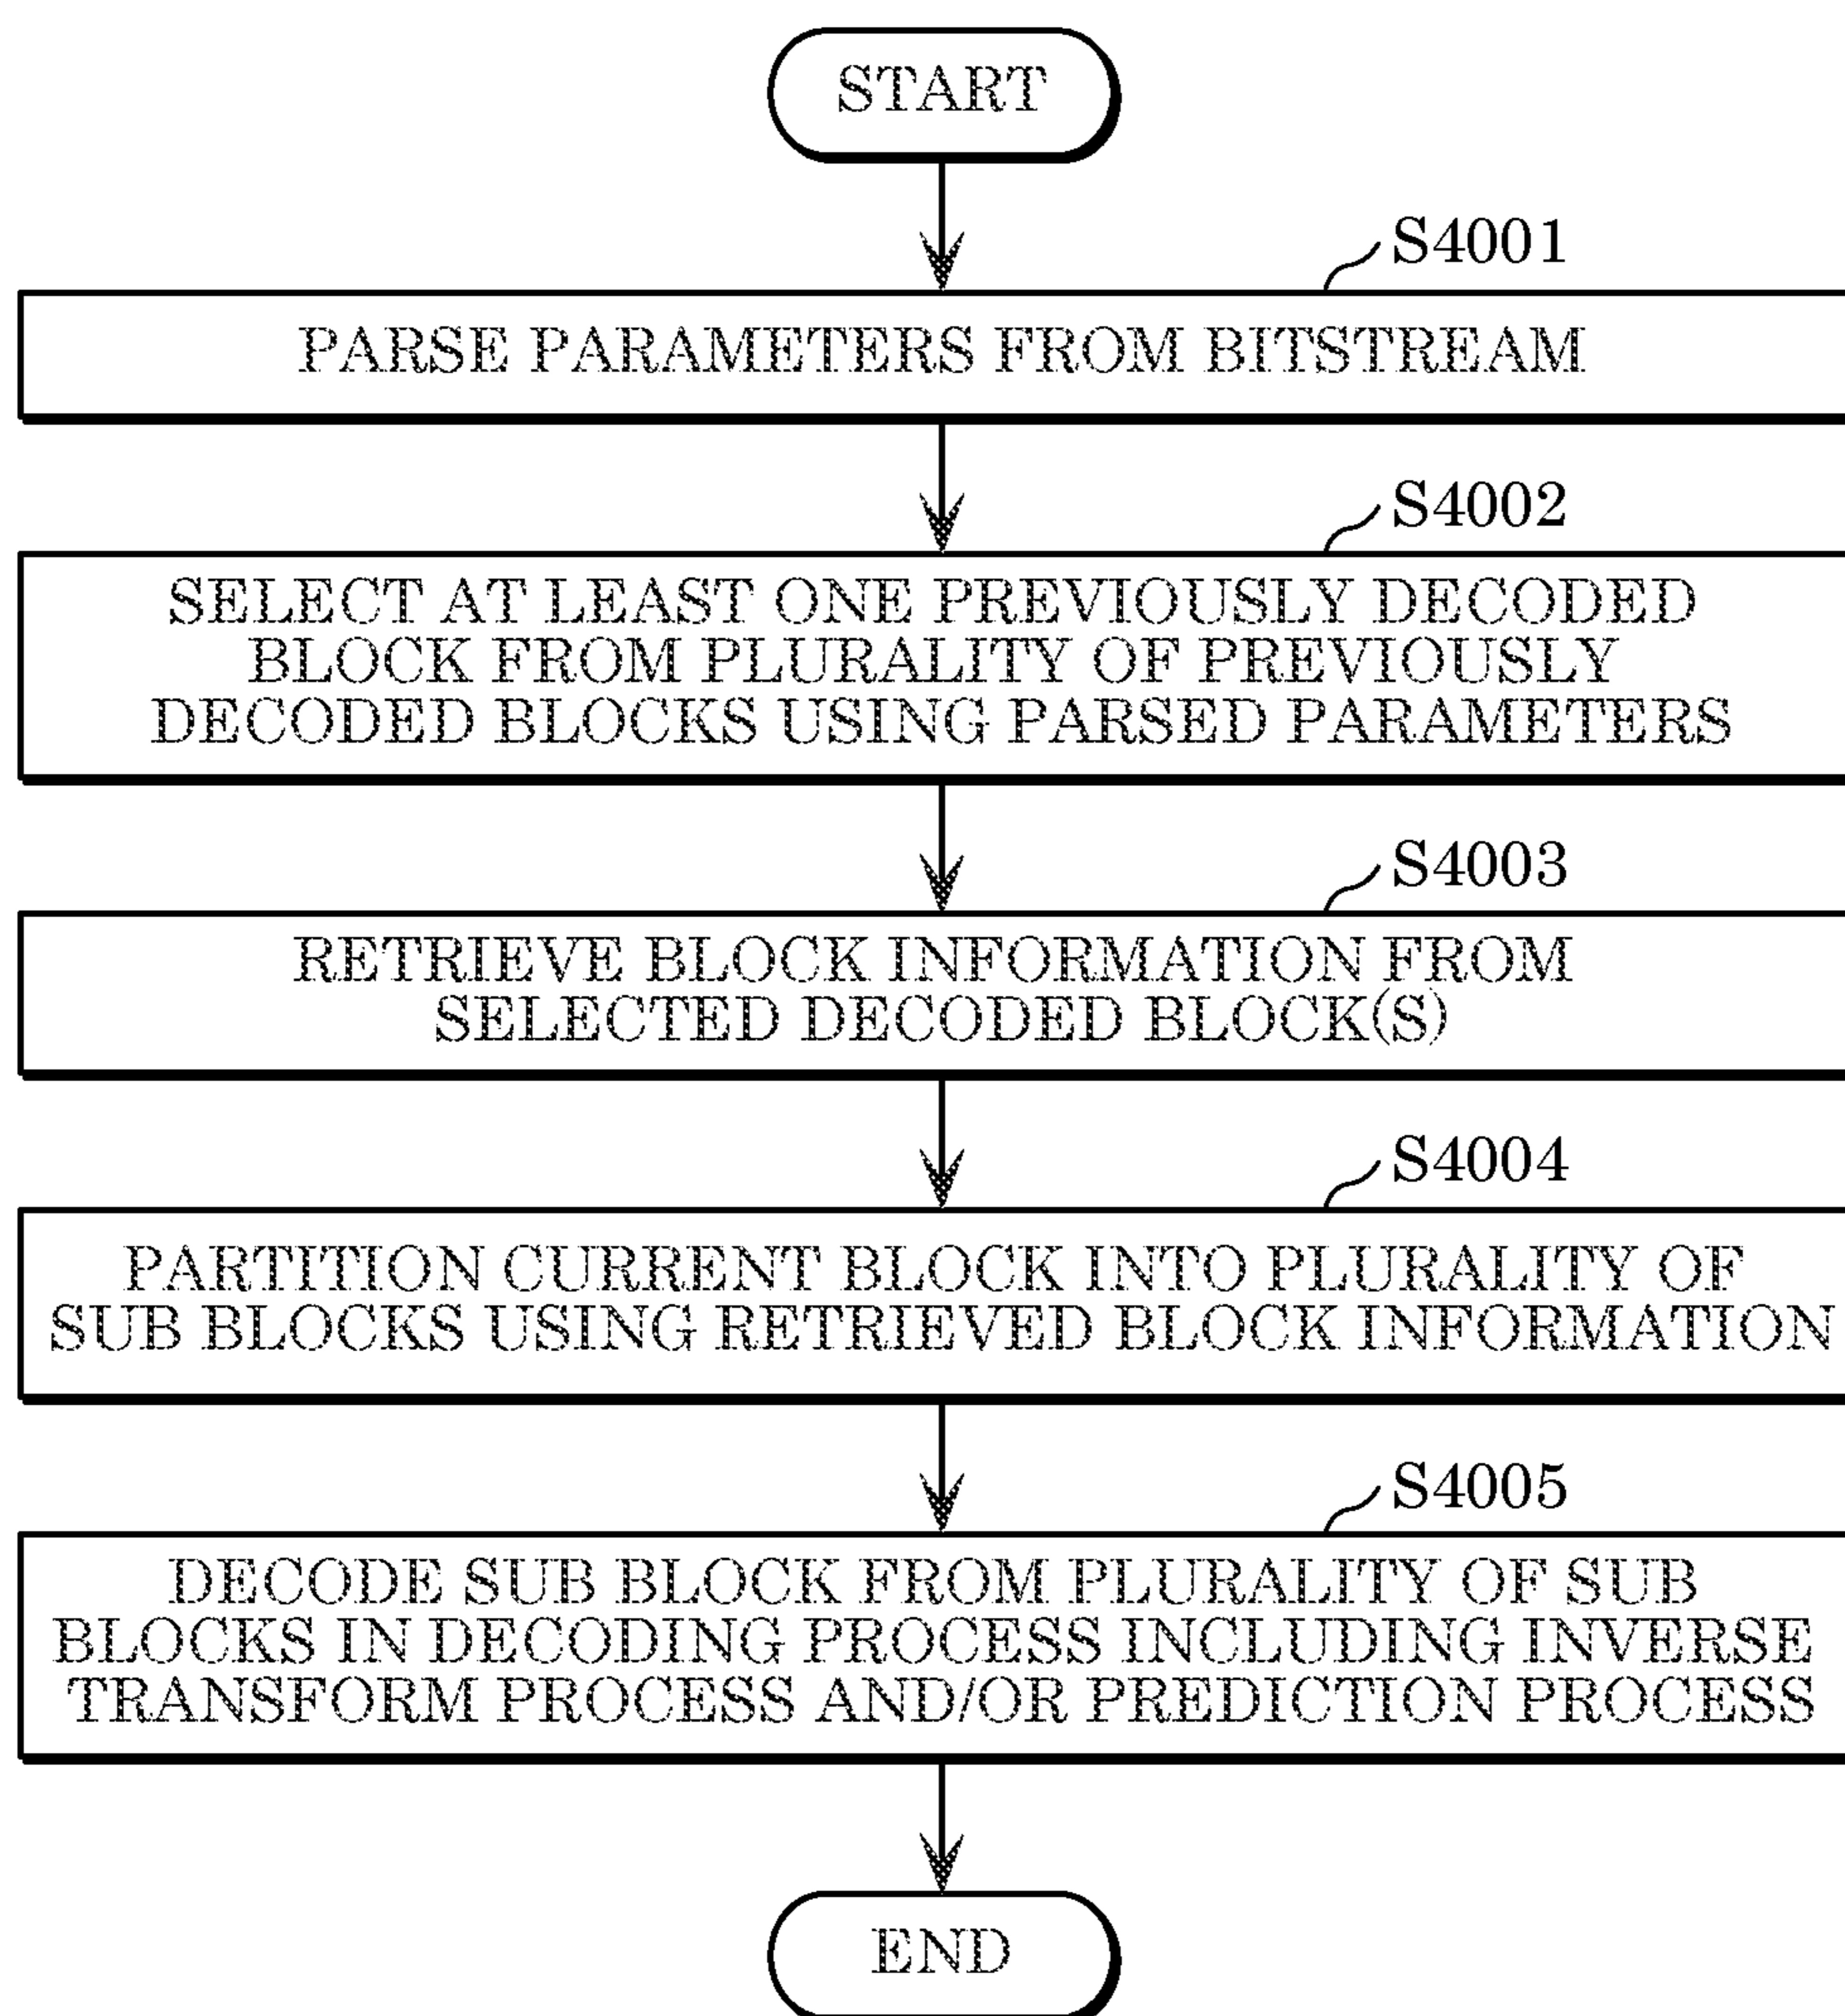 START
S4001
PARSE PARAMETERS FROM BITSTREAM
S4002
SELECT AT LEAST ONE PREVIOUSLY DECODED
BLOCK FROM PLURALITY OF PREVIOUSLY
DECODED BLOCKS USING PARSED PARAMETERS
S4003
RETRIEVE BLOCK INFORMATION FROM
SELECTED DECODED BLOCK(S)
S4004
PARTITION CURRENT BLOCK INTO PLURALITY OF
SUB BLOCKS USING RETRIEVED BLOCK INFORMATION
S4005
DECODE SUB BLOCK FROM PLURALITY OF SUB
BLOCKS IN DECODING PROCESS INCLUDING INVERSE
TRANSFORM PROCESS AND/OR PREDICTION PROCESS
END